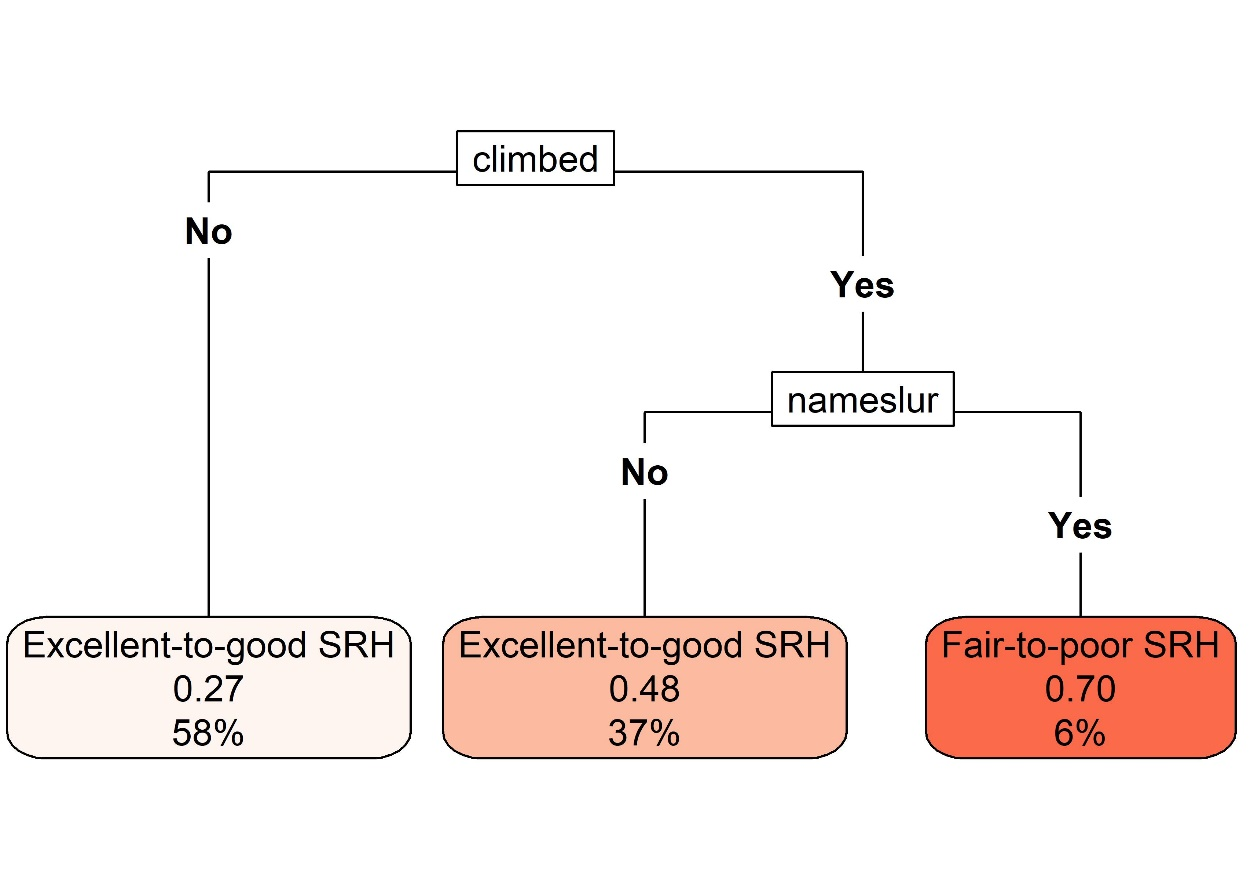 climbed
No
Yes
nameslur
No
Yes
Excellent-to-good SRH
0.27
58%
Excellent-to-good SRH
0.48
37%
Fair-to-poor SRH
0.70
6%